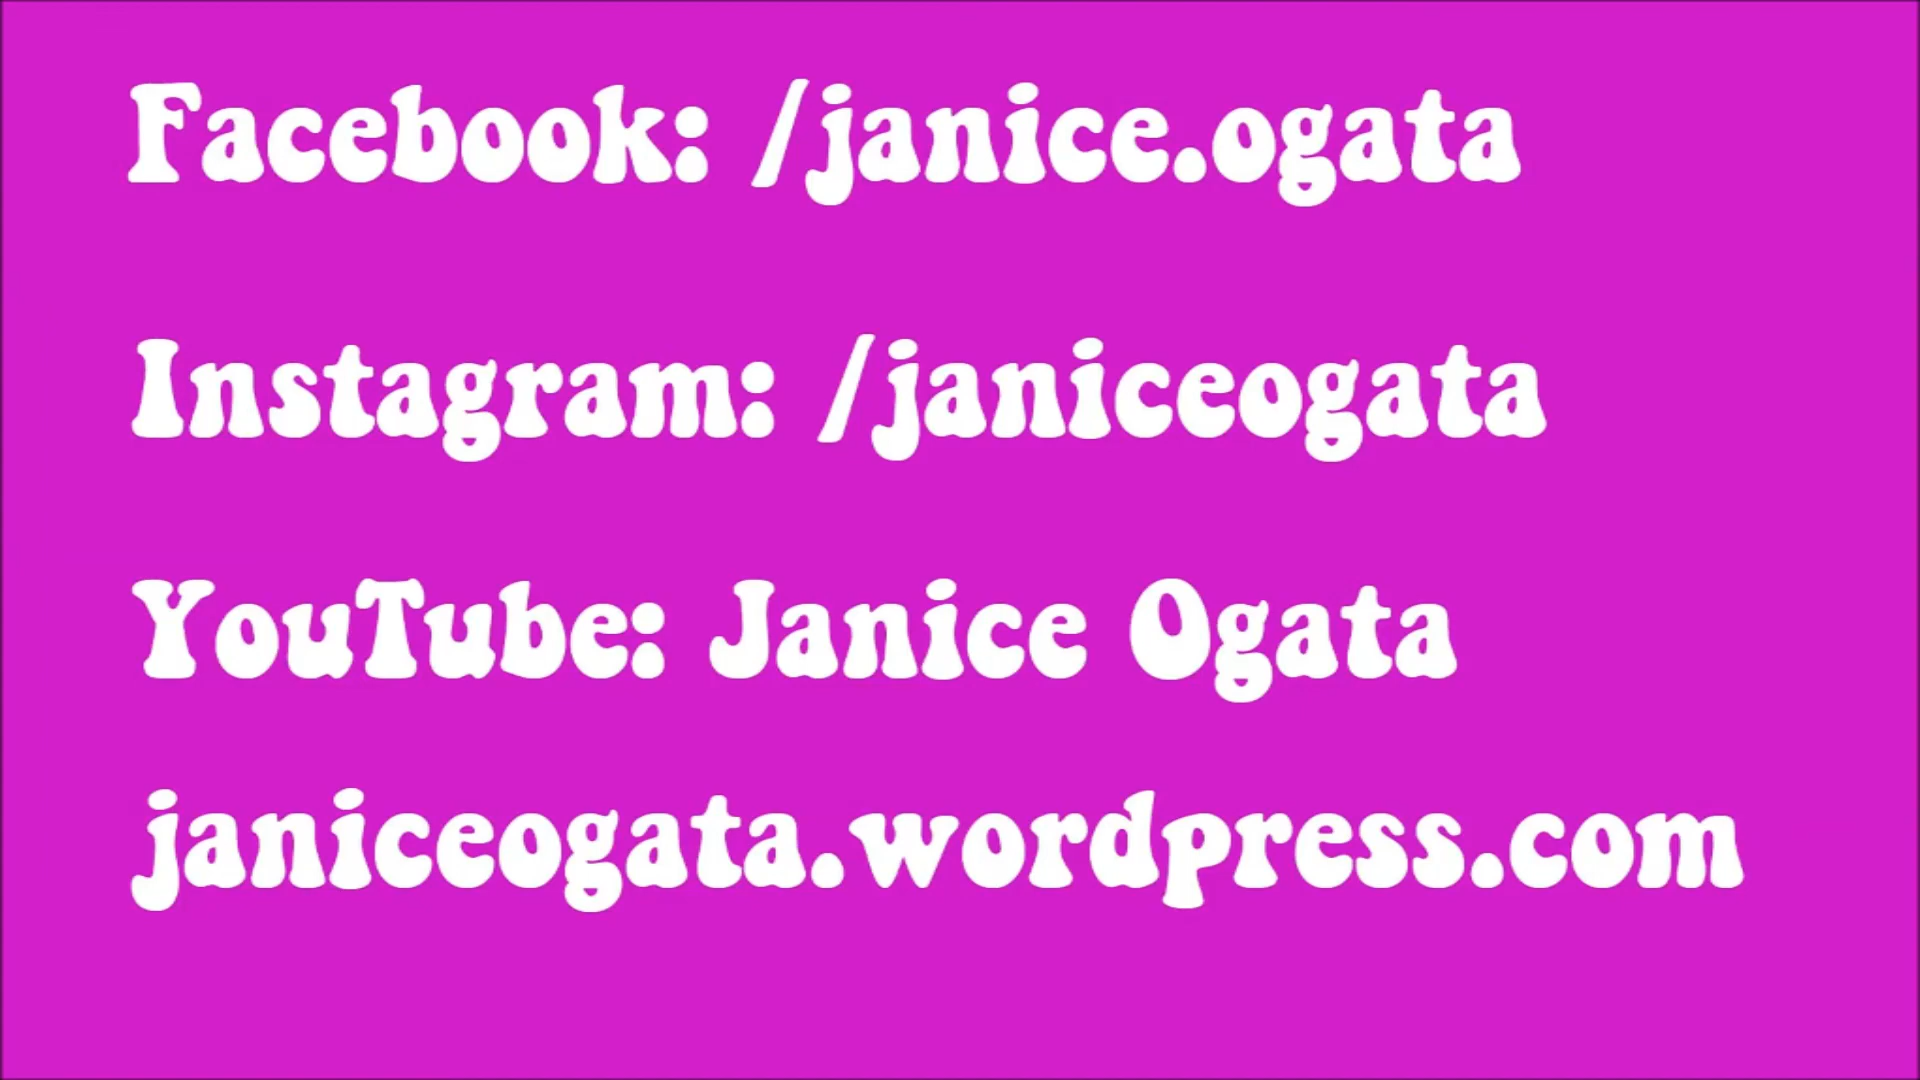 Facebook: /janice.ogata
Instagram: /janiceogata
YouTube: Janice Ogata
janiceogata.wordpress.com